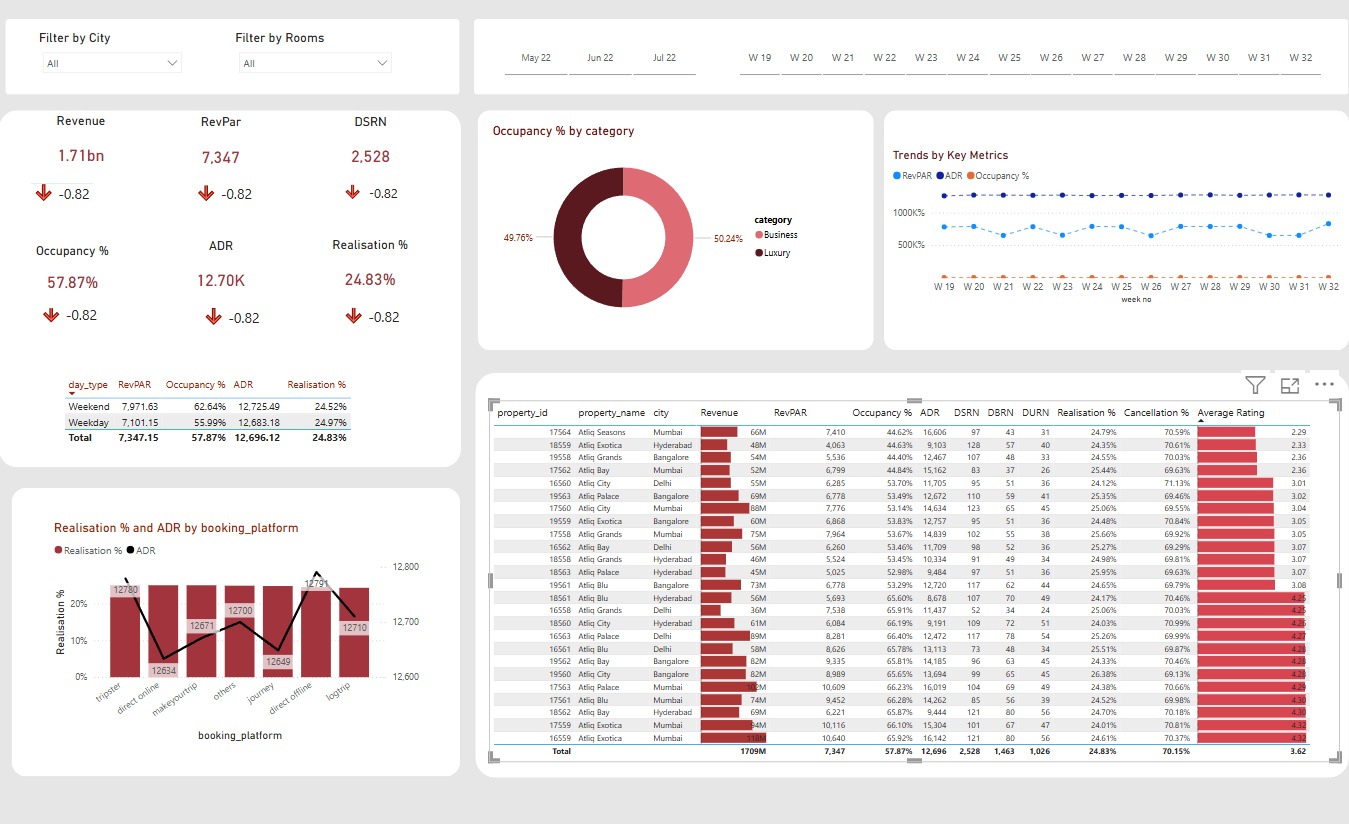 Filter by City
Filter by Rooms
All
All
May 22 Jun 22 Jul 22
W 19 W 20 W 21 W 22 W 23 W 24 W 25 W 26 W 27 W 28 W 29 W 30 W 31 W 32
Revenue RevPar DSRN
1.71bn 7,347 2,528
-0.82 -0.82 -0.82
Occupancy % ADR Realisation %
57.87% 12.70K 24.83%
-0.82 -0.82 -0.82
day_type RevPAR Occupancy % ADR Realisation %
Weekend 7,971.63 62.64% 12,725.49 24.52%
Weekday 7,101.15 55.99% 12,683.18 24.97%
Total 7,347.15 57.87% 12,696.12 24.83%
Occupancy % by category
49.76%
50.24%
category
Business
Luxury
Trends by Key Metrics
RevPAR ADR Occupancy %
1000K%
500K%
W 19 W 20 W 21 W 22 W 23 W 24 W 25 W 26 W 27 W 28 W 29 W 30 W 31 W 32
week no
Realisation % and ADR by booking_platform
Realisation % ADR
Realisation %
20%
10%
0%
12,800
12,700
12,600
12780
12634
12671
12700
12649
12791
12710
tripster
direct online
makeyourtrip
others
journey
direct offline
logtrip
booking_platform
property_id property_name city Revenue RevPAR Occupancy % ADR DSRN DBRN DURN Realisation % Cancellation % Average Rating
17564 Atliq Seasons Mumbai 66M 7,410 44.62% 16,606 97 43 31 24.79% 70.59% 2.29
18559 Atliq Exotica Hyderabad 48M 4,063 44.63% 9,103 128 57 40 24.35% 70.61% 2.33
19558 Atliq Grands Bangalore 54M 5,536 44.40% 12,467 107 48 33 24.55% 70.03% 2.36
17562 Atliq Bay Mumbai 52M 6,799 44.84% 15,162 83 37 26 25.44% 69.63% 2.36
16560 Atliq City Delhi 55M 6,285 53.70% 11,705 95 51 36 24.12% 71.13% 3.01
19563 Atliq Palace Bangalore 69M 6,778 53.49% 12,672 110 59 41 25.35% 69.46% 3.02
17560 Atliq City Mumbai 88M 7,776 53.14% 14,634 123 65 45 25.06% 69.55% 3.04
19559 Atliq Exotica Bangalore 60M 6,868 53.83% 12,757 95 51 36 24.48% 70.84% 3.05
17558 Atliq Grands Mumbai 75M 7,964 53.67% 14,839 102 55 38 25.66% 69.92% 3.05
16562 Atliq Bay Delhi 56M 6,260 53.46% 11,709 98 52 36 25.27% 69.29% 3.07
18558 Atliq Grands Hyderabad 46M 5,524 53.46% 10,334 91 49 34 24.98% 69.81% 3.07
18563 Atliq Palace Hyderabad 45M 5,025 52.98% 9,484 97 51 36 25.95% 69.63% 3.07
19561 Atliq Blu Bangalore 73M 6,778 53.29% 12,720 117 62 44 24.65% 69.79% 3.08
18561 Atliq Blu Hyderabad 56M 5,693 65.60% 8,678 107 70 49 24.17% 70.46% 4.25
16558 Atliq Grands Delhi 36M 7,538 65.91% 11,437 52 34 24 25.06% 70.03% 4.25
18560 Atliq City Hyderabad 61M 6,084 66.19% 9,191 109 72 51 24.03% 70.99% 4.26
16563 Atliq Palace Delhi 89M 8,281 66.40% 12,472 117 78 54 25.26% 69.99% 4.27
16561 Atliq Blu Delhi 58M 8,626 65.78% 13,113 73 48 34 25.51% 69.87% 4.28
19562 Atliq Bay Bangalore 82M 9,335 65.81% 14,185 96 63 45 24.33% 70.46% 4.28
19560 Atliq City Bangalore 82M 8,989 65.65% 13,694 99 65 45 26.38% 69.13% 4.28
17563 Atliq Palace Mumbai 102M 10,609 66.23% 16,019 104 69 49 24.38% 70.66% 4.29
17561 Atliq Blu Mumbai 74M 9,452 66.28% 14,262 85 56 39 24.52% 69.98% 4.30
18562 Atliq Bay Hyderabad 69M 6,221 65.87% 9,444 121 80 56 24.70% 70.18% 4.30
17559 Atliq Exotica Mumbai 94M 10,116 66.10% 15,304 101 67 47 24.01% 70.81% 4.32
16559 Atliq Exotica Mumbai 118M 10,640 65.92% 16,142 121 80 56 24.61% 70.37% 4.32
Total 1709M 7,347 57.87% 12,696 2,528 1,463 1,026 24.83% 70.15% 3.62